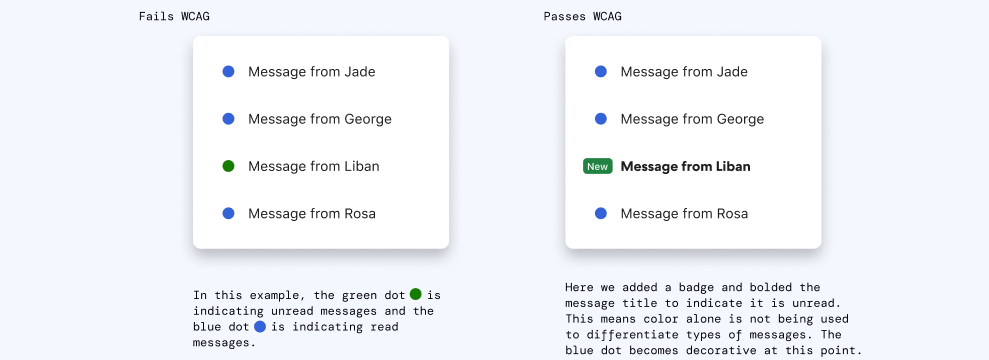 Fails WCAG
Message from Jade
Message from George
Message from Liban
Message from Rosa
In this example, the green dot is
indicating unread messages and the
blue dot is indicating read
messages.
Passes WCAG
Message from Jade
Message from George
New Message from Liban
Message from Rosa
Here we added a badge and bolded the
message title to indicate it is unread.
This means color alone is not being used
to differentiate types of messages. The
blue dot becomes decorative at this point.